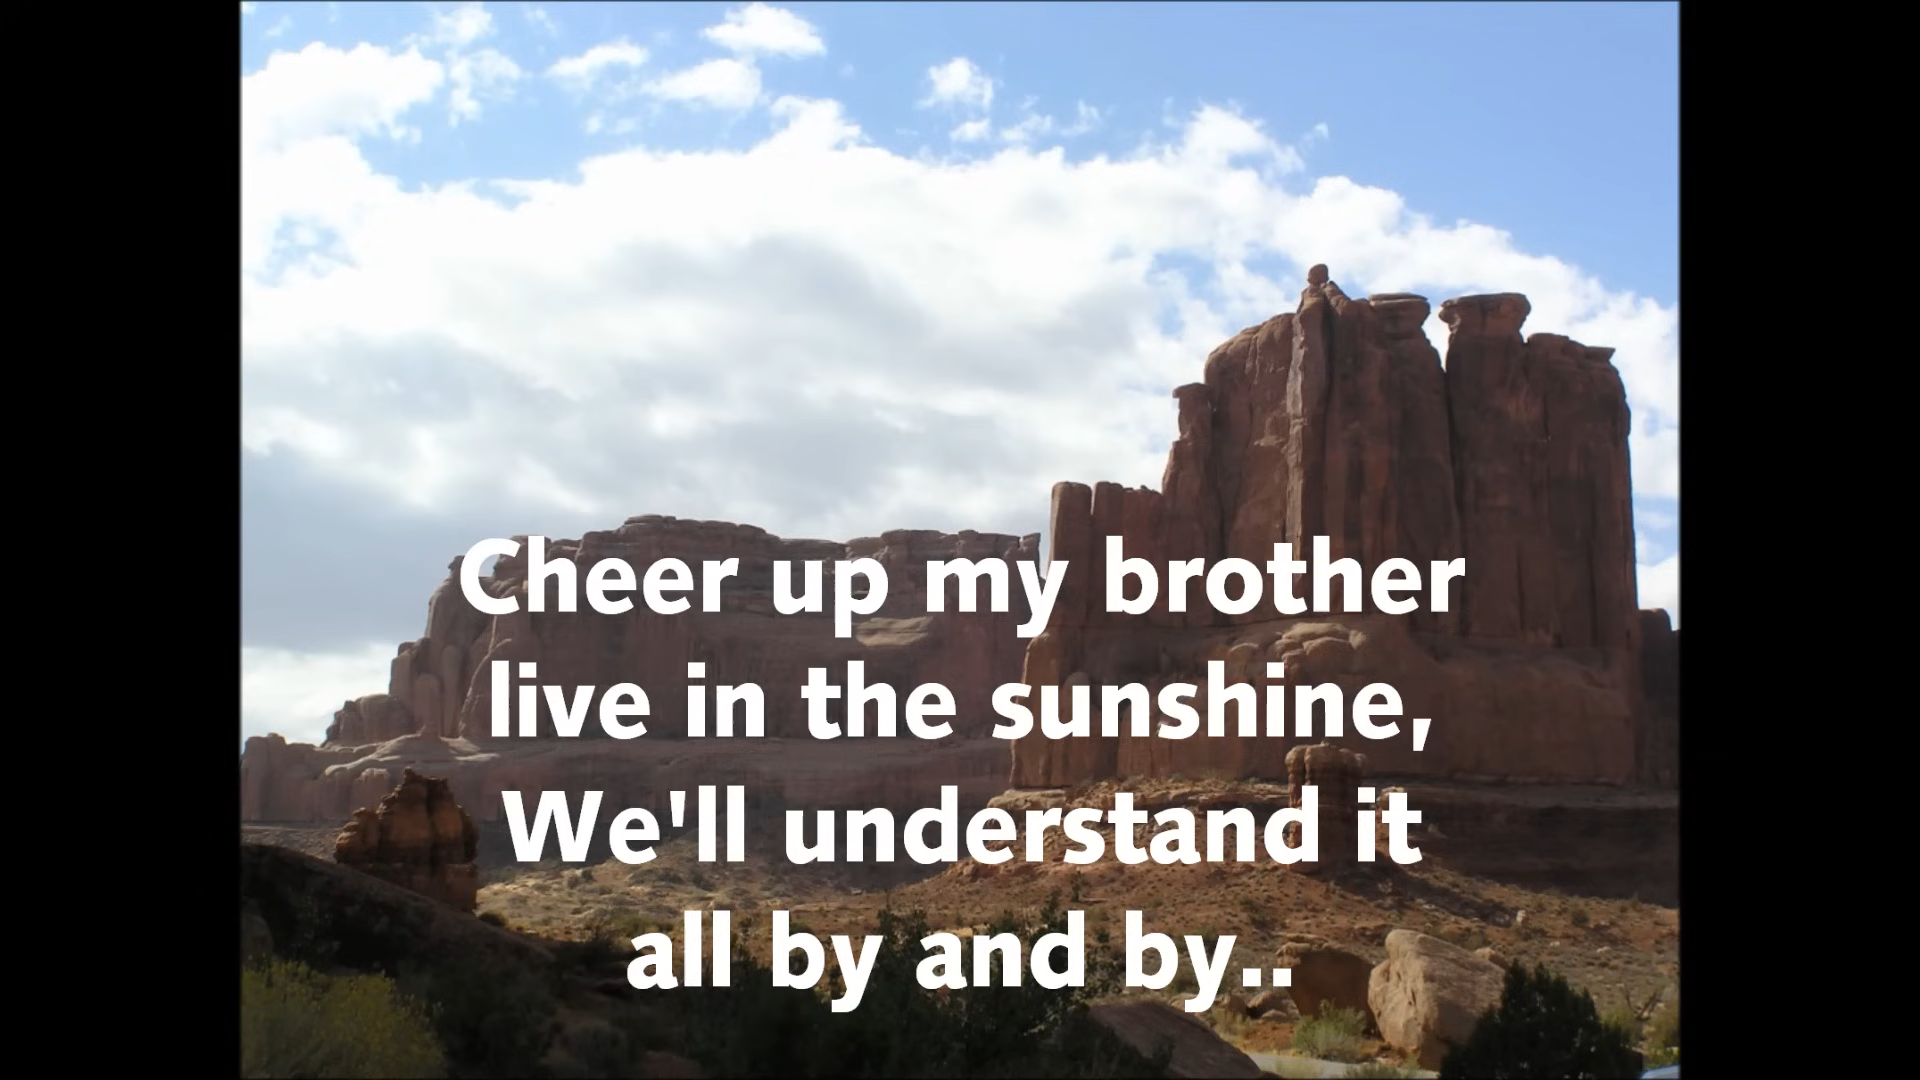 Cheer up my brother
live in the sunshine,
We'll understand it
all by and by..